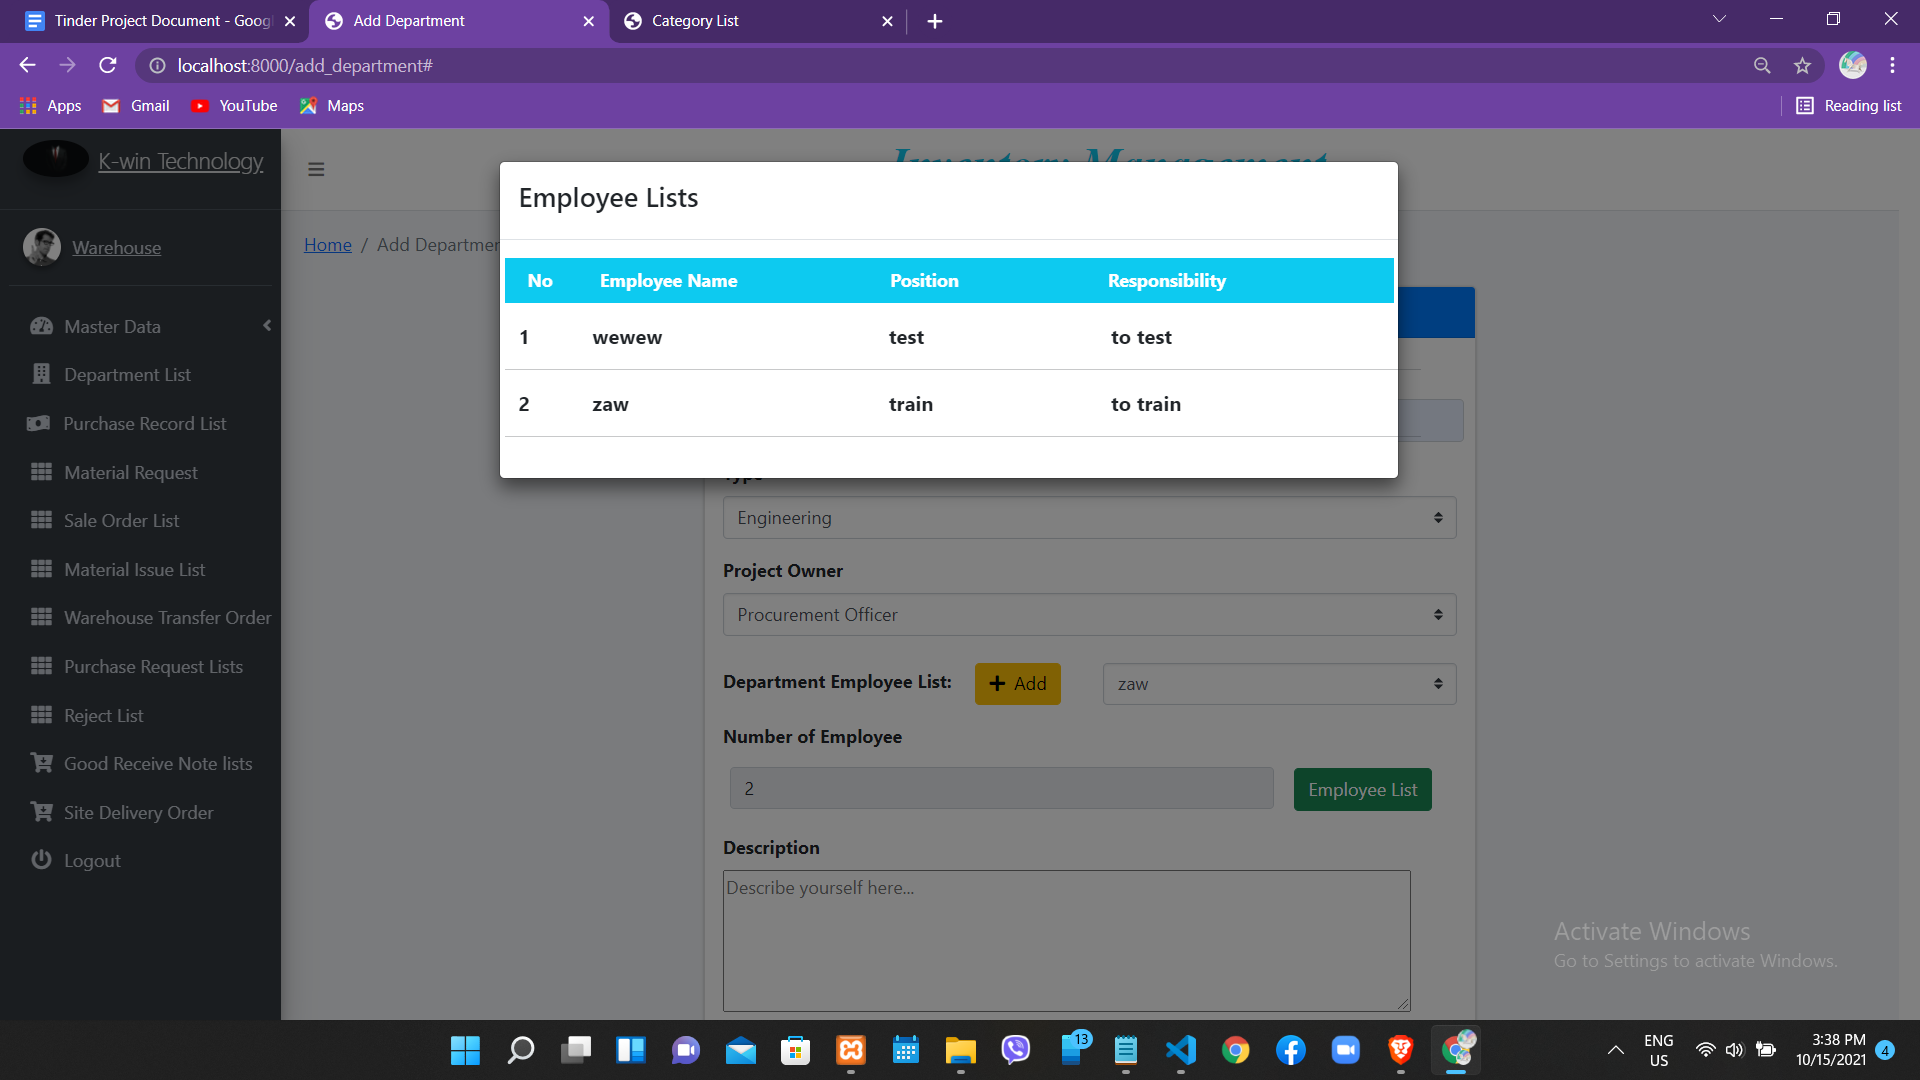 Tinder Project Document - Goog
Add Department
Category List
localhost:8000/add_department#
Apps
Gmail
YouTube
Maps
Reading list
K-win Technology
Inventory Management
Warehouse
Home / Add Departmen
Master Data
Department List
Purchase Record List
Material Request
Sale Order List
Material Issue List
Warehouse Transfer Order
Purchase Request Lists
Reject List
Good Receive Note lists
Site Delivery Order
Logout
Employee Lists
No Employee Name Position Responsibility
1 wewew test to test
2 zaw train to train
Type
Engineering
Project Owner
Procurement Officer
Department Employee List: Add zaw
Number of Employee
2 Employee List
Description
Describe yourself here...
Activate Windows
Go to Settings to activate Windows.
13
ENG
US
3:38 PM
10/15/2021
4